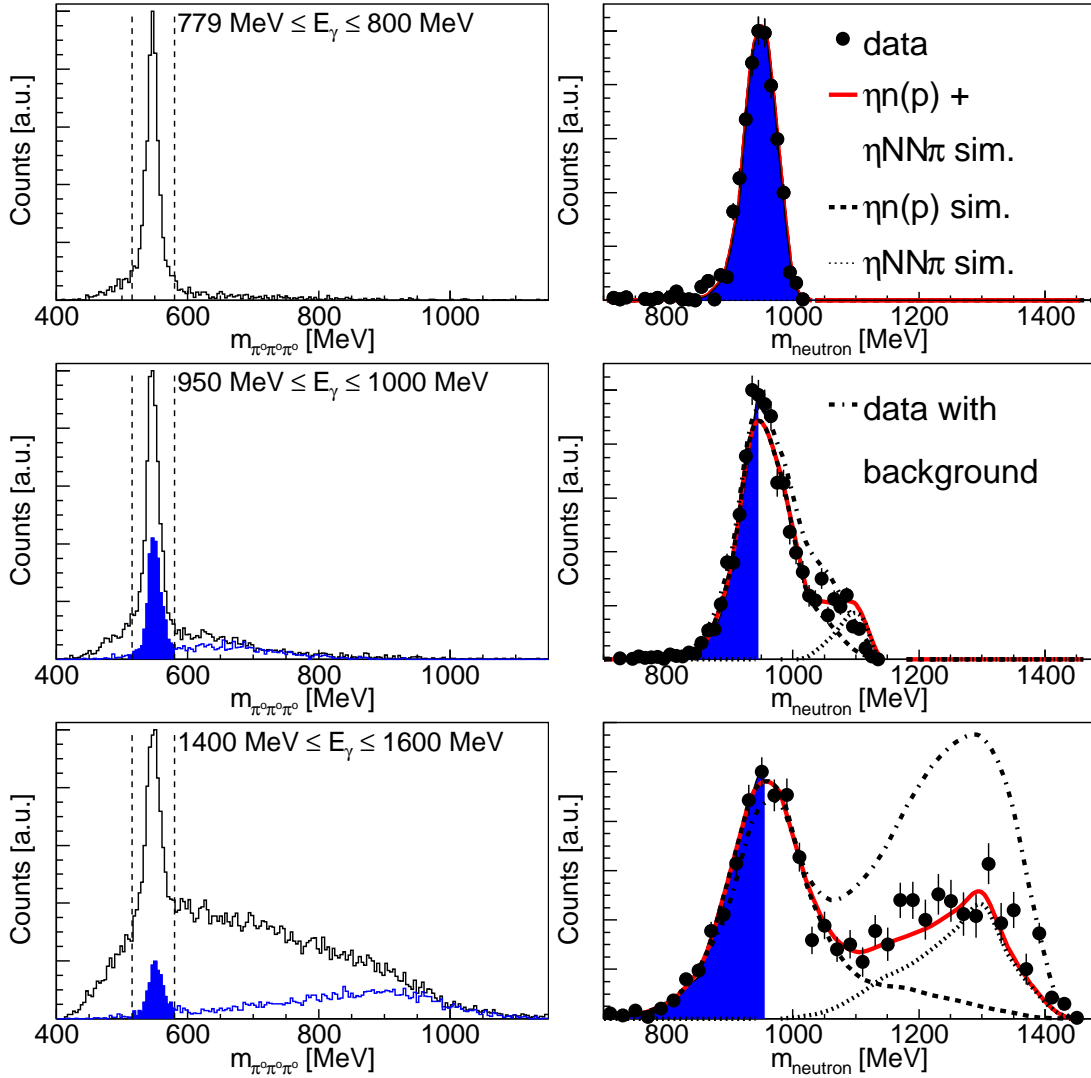 779 MeV ≤ Eγ ≤ 800 MeV
Counts [a.u.]
400 600 800 1000
mπ°π°π° [MeV]
data
ηn(p) +
ηNNπ sim.
ηn(p) sim.
ηNNπ sim.
Counts [a.u.]
800 1000 1200 1400
mneutron [MeV]
950 MeV ≤ Eγ ≤ 1000 MeV
Counts [a.u.]
400 600 800 1000
mπ°π°π° [MeV]
data with
background
Counts [a.u.]
800 1000 1200 1400
mneutron [MeV]
1400 MeV ≤ Eγ ≤ 1600 MeV
Counts [a.u.]
400 600 800 1000
mπ°π°π° [MeV]
Counts [a.u.]
800 1000 1200 1400
mneutron [MeV]